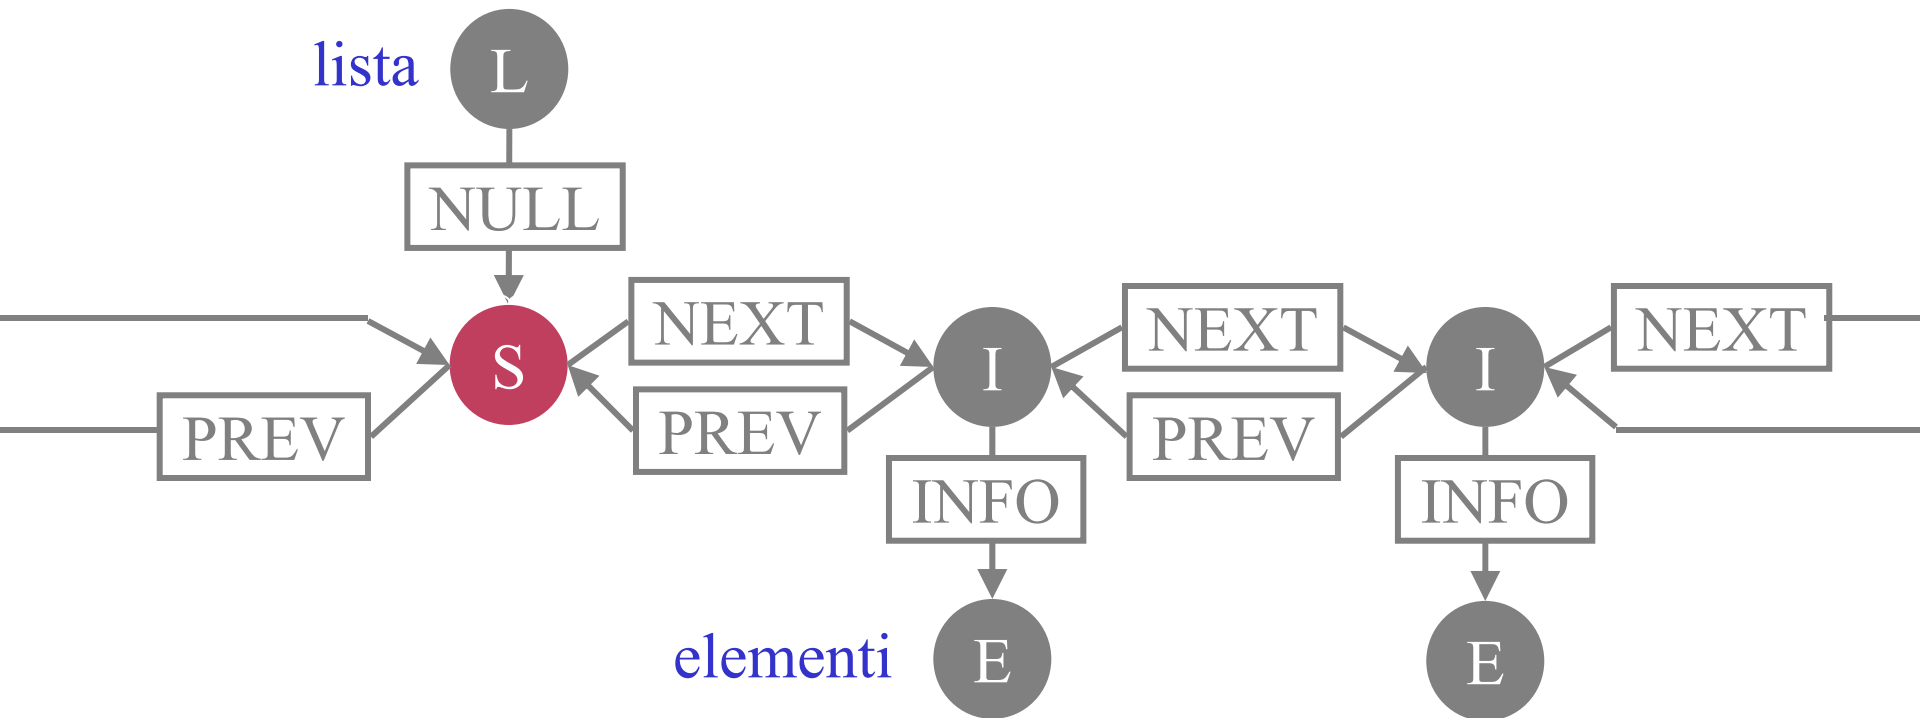 lista
L
NULL
S
NEXT
NEXT
NEXT
I
I
PREV
PREV
PREV
INFO
INFO
elementi
E
E